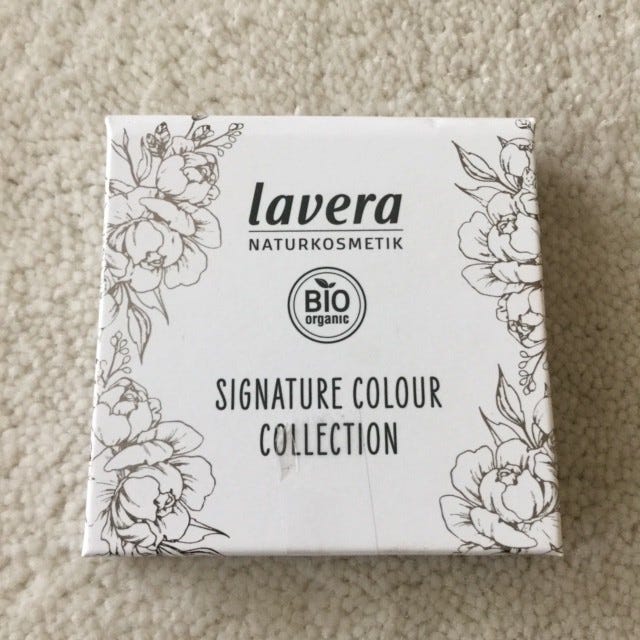 lavera
NATURKOSMETIK
BIO
organic
SIGNATURE COLOUR
COLLECTION